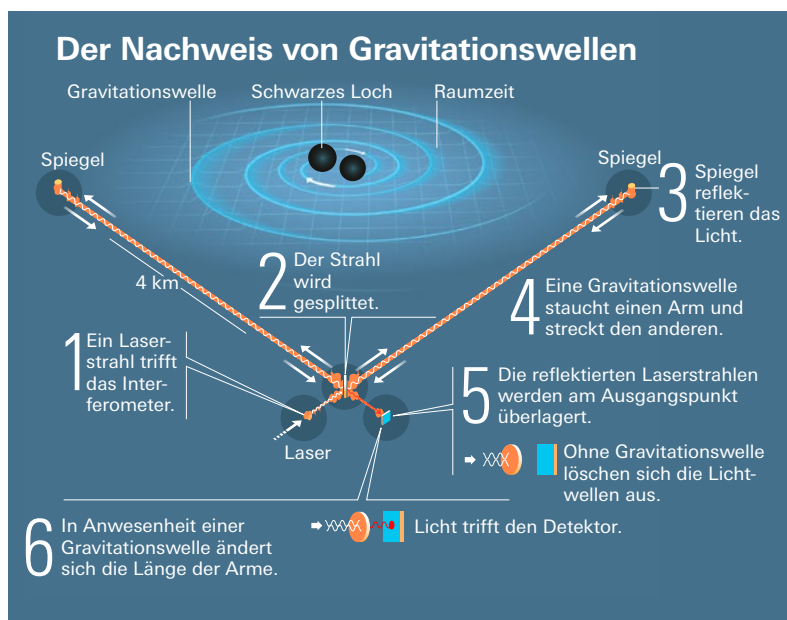 Der Nachweis von Gravitationswellen
Gravitationswelle
Schwarzes Loch
Raumzeit
Spiegel
Spiegel
3
Spiegel
reflek-
tieren das
Licht.
4 km
2
Der Strahl
wird
gesplittet.
4
Eine Gravitationswelle
staucht einen Arm und
streckt den anderen.
1
Ein Laser-
strahl trifft
das Inter-
ferometer.
Laser
5
Die reflektierten Laserstrahlen
werden am Ausgangspunkt
überlagert.
Ohne Gravitationswelle
löschen sich die Licht-
wellen aus.
6
In Anwesenheit einer
Gravitationswelle ändert
sich die Länge der Arme.
Licht trifft den Detektor.